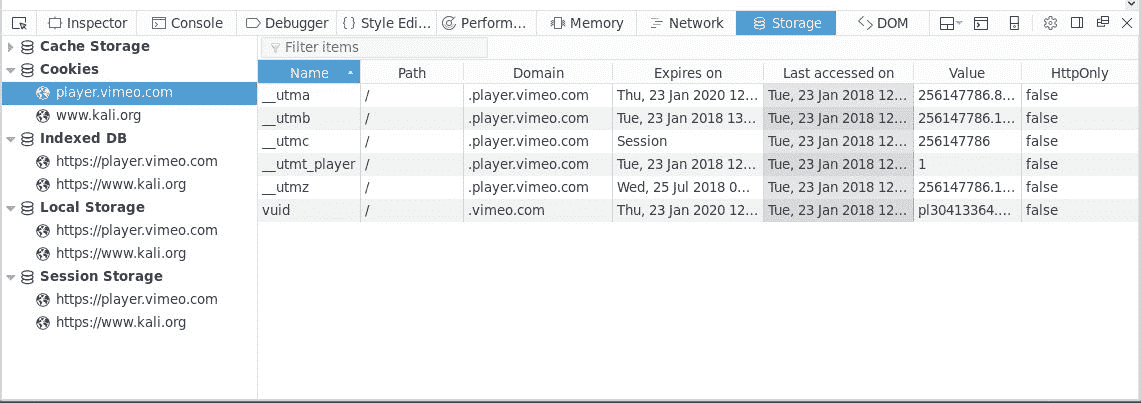 Inspector Console Debugger Style Edi... Perform... Memory Network Storage DOM
Cache Storage
Cookies
player.vimeo.com
www.kali.org
Indexed DB
https://player.vimeo.com
https://www.kali.org
Local Storage
https://player.vimeo.com
https://www.kali.org
Session Storage
https://player.vimeo.com
https://www.kali.org
Filter items
Name Path Domain Expires on Last accessed on Value HttpOnly
__utma / .player.vimeo.com Thu, 23 Jan 2020 12... Tue, 23 Jan 2018 12... 256147786.8... false
__utmb / .player.vimeo.com Tue, 23 Jan 2018 13... Tue, 23 Jan 2018 12... 256147786.1... false
__utmc / .player.vimeo.com Session Tue, 23 Jan 2018 12... 256147786 false
__utmt_player / .player.vimeo.com Tue, 23 Jan 2018 12... Tue, 23 Jan 2018 12... 1 false
__utmz / .player.vimeo.com Wed, 25 Jul 2018 0... Tue, 23 Jan 2018 12... 256147786.1... false
vuid / .vimeo.com Thu, 23 Jan 2020 12... Tue, 23 Jan 2018 12... pl30413364.... false